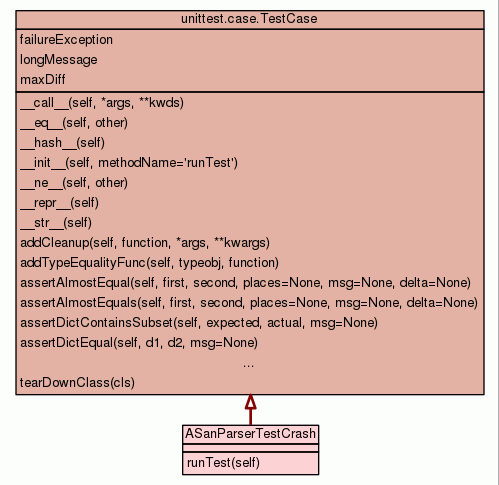 unittest.case.TestCase
failureException
longMessage
maxDiff
__call__(self, *args, **kwds)
__eq__(self, other)
__hash__(self)
__init__(self, methodName='runTest')
__ne__(self, other)
__repr__(self)
__str__(self)
addCleanup(self, function, *args, **kwargs)
addTypeEqualityFunc(self, typeobj, function)
assertAlmostEqual(self, first, second, places=None, msg=None, delta=None)
assertAlmostEquals(self, first, second, places=None, msg=None, delta=None)
assertDictContainsSubset(self, expected, actual, msg=None)
assertDictEqual(self, d1, d2, msg=None)
...
tearDownClass(cls)
ASanParserTestCrash
runTest(self)